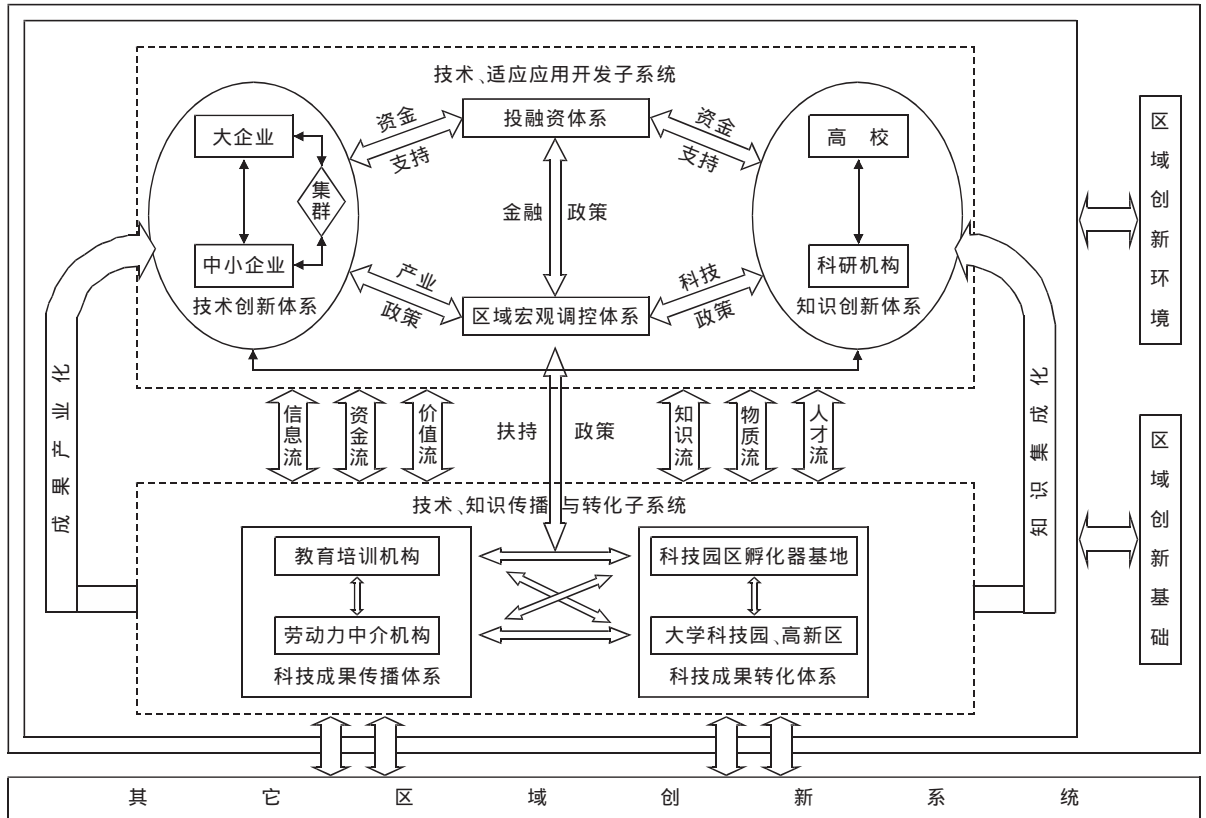 技术、适应应用开发子系统
大企业
集群
中小企业
技术创新体系
资金
支持
投融资体系
资金
支持
高 校
科研机构
知识创新体系
金融 政策
产业
政策
区域宏观调控体系
科技
政策
信息流
资金流
价值流
扶持 政策
知识流
物质流
人才流
成果产业化
知识集成化
技术、知识传播与转化子系统
教育培训机构
劳动力中介机构
科技成果传播体系
科技园区孵化器基地
大学科技园、高新区
科技成果转化体系
区域创新环境
区域创新基础
其它区域创新系统